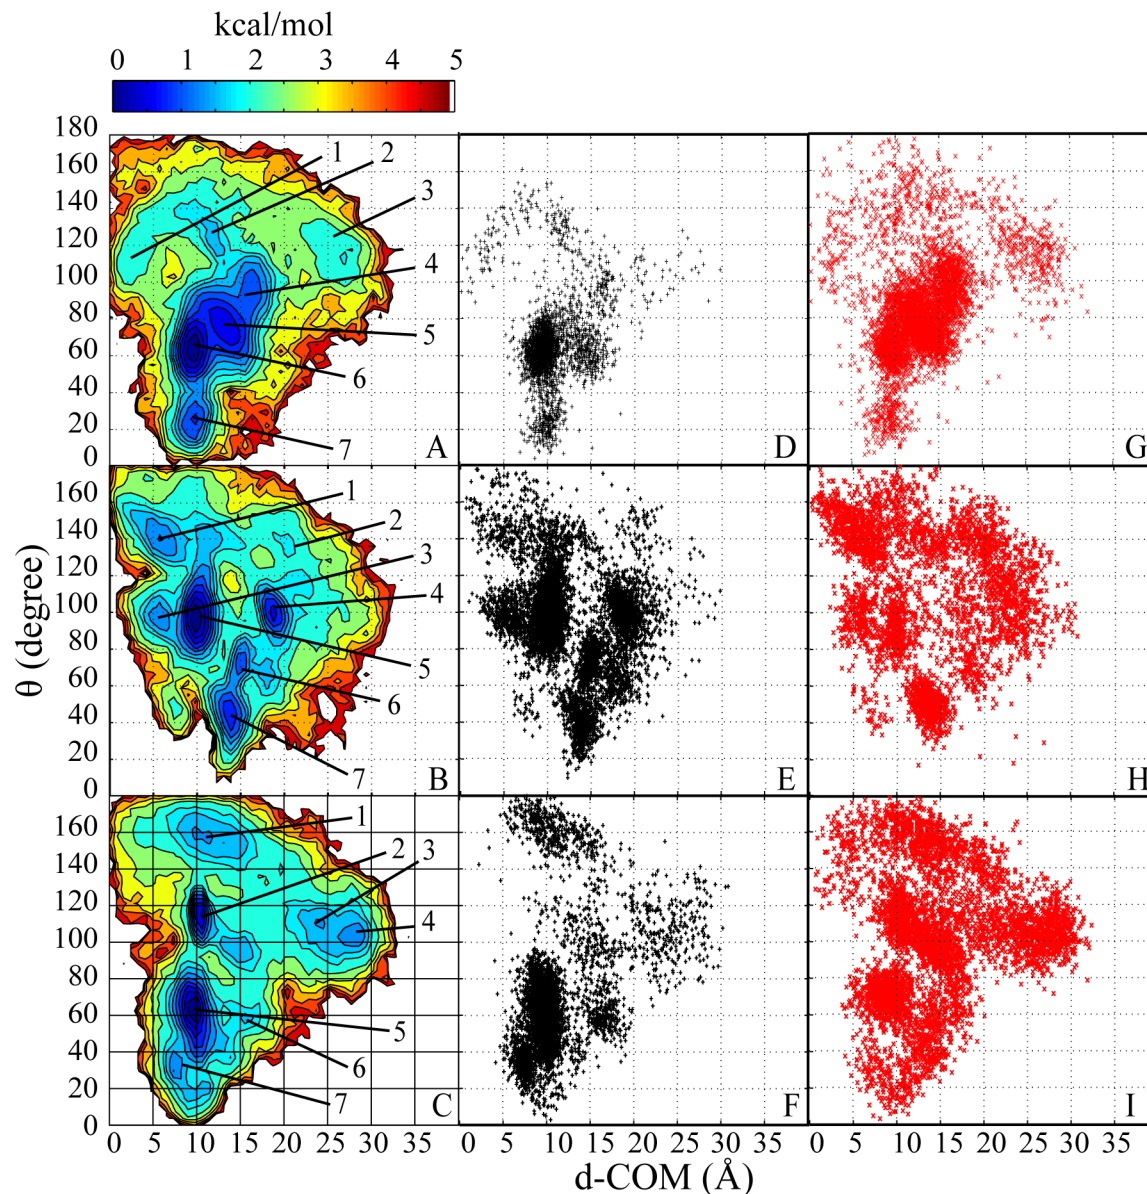 kcal/mol
0 1 2 3 4 5
180
160 1 2
140 3
120
100 4
80
60 5
40 6
20
0 7 A D G
160 1
140 2
120 3
100 4
80
60 5
40 6
20
0 7 B E H
θ (degree)
160 1
140 2 3
120
100 4
80
60
40 5
20 6
0 7 C F I
0 5 10 15 20 25 30 35 5 10 15 20 25 30 35 5 10 15 20 25 30 35
d-COM (Å)